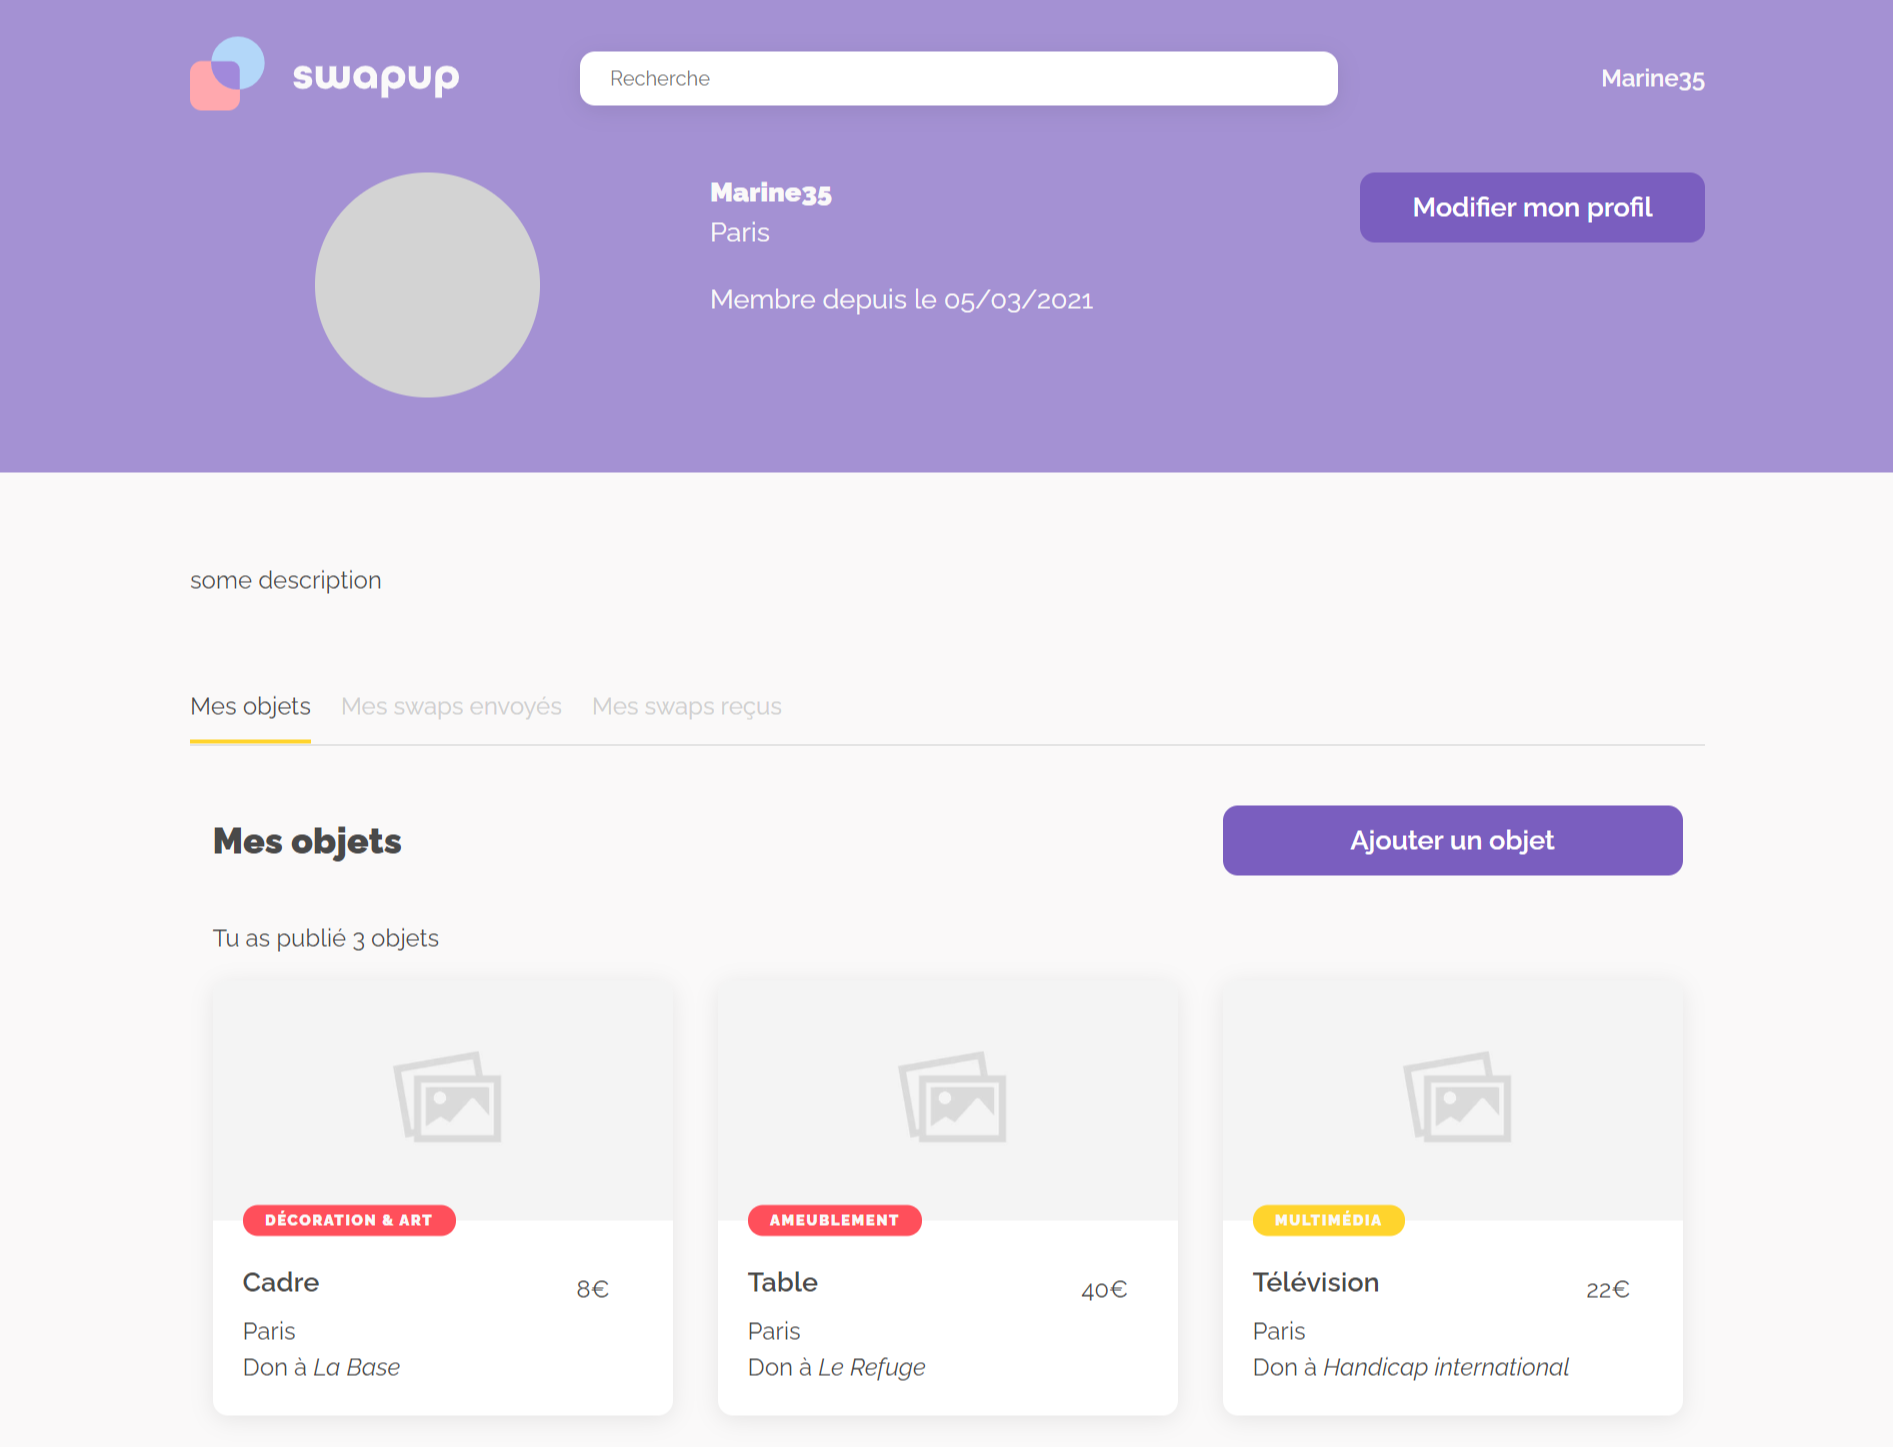 swapup
Recherche
Marine35
Marine35
Paris
Membre depuis le 05/03/2021
Modifier mon profil
some description
Mes objets
Mes swaps envoyés
Mes swaps reçus
Mes objets
Ajouter un objet
Tu as publié 3 objets
DÉCORATION & ART
Cadre
8€
Paris
Don à La Base
AMEUBLEMENT
Table
40€
Paris
Don à Le Refuge
MULTIMÉDIA
Télévision
22€
Paris
Don à Handicap international